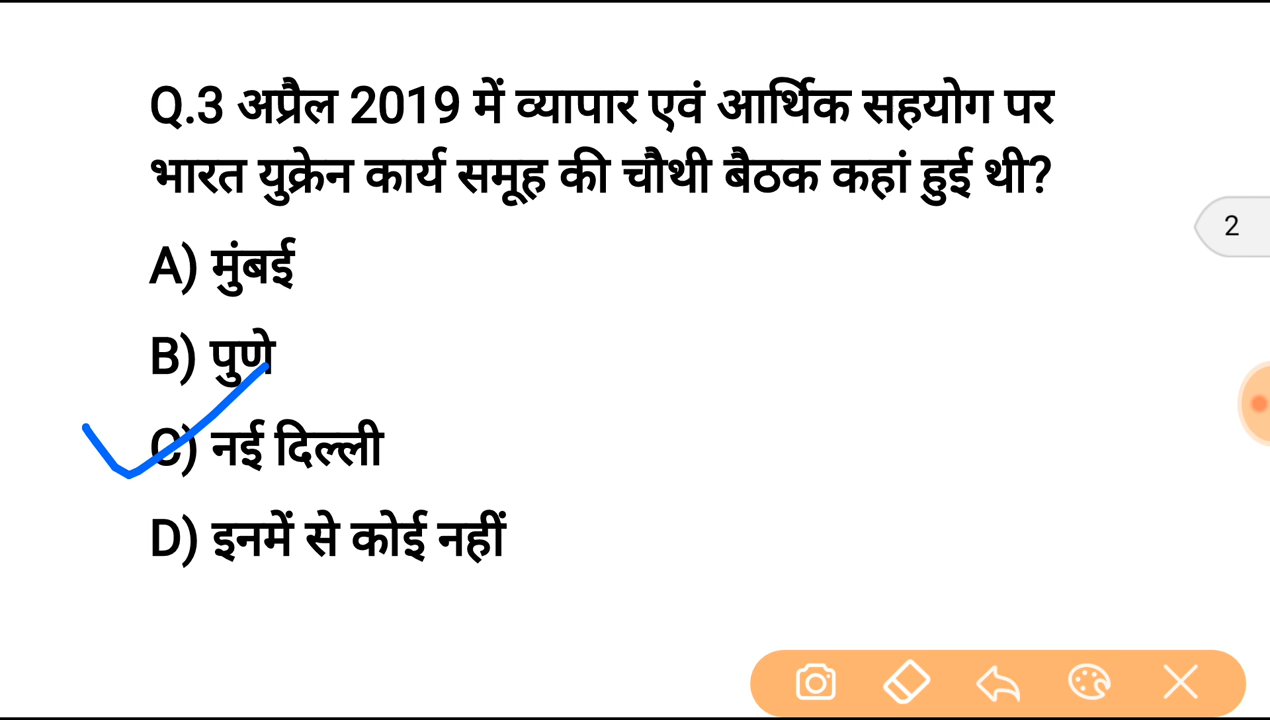 Q.3 अप्रैल 2019 में व्यापार एवं आर्थिक सहयोग पर
भारत युक्रेन कार्य समूह की चौथी बैठक कहां हुई थी?
A) मुंबई
2
B) पुणे
C) नई दिल्ली
D) इनमें से कोई नहीं